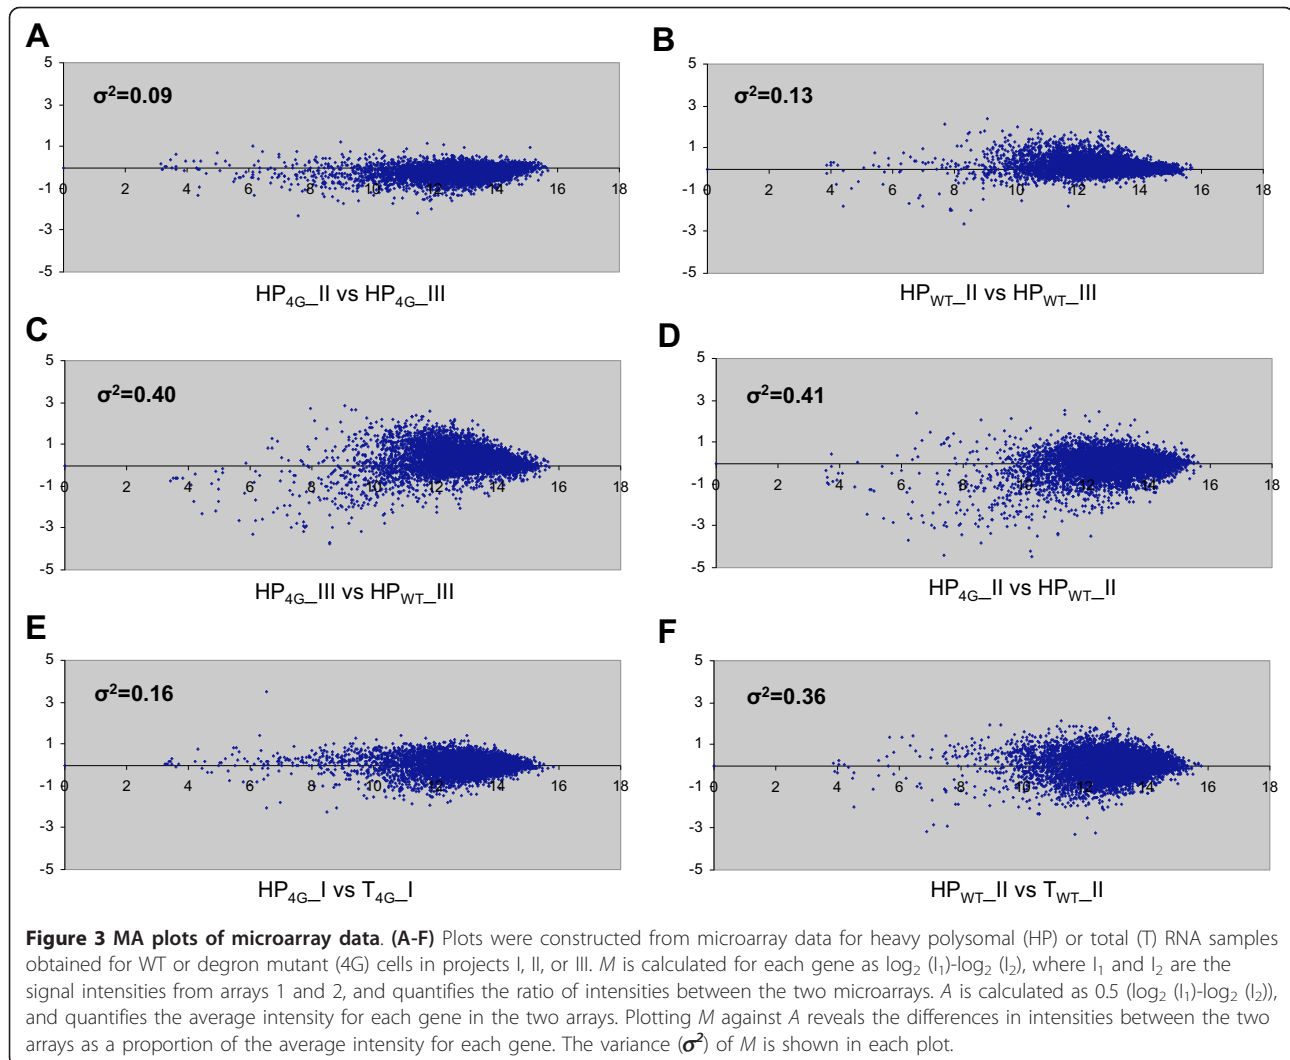 A
5
3
1
-1
-3
-5
σ²=0.09
0 2 4 6 8 10 12 14 16 18
HP4G_II vs HP4G_III
B
5
3
1
-1
-3
-5
σ²=0.13
0 2 4 6 8 10 12 14 16 18
HPWT_II vs HPWT_III
C
5
3
1
-1
-3
-5
σ²=0.40
0 2 4 6 8 10 12 14 16 18
HP4G_III vs HPWT_III
D
5
3
1
-1
-3
-5
σ²=0.41
0 2 4 6 8 10 12 14 16 18
HP4G_II vs HPWT_II
E
5
3
1
-1
-3
-5
σ²=0.16
0 2 4 6 8 10 12 14 16 18
HP4G_I vs T4G_I
F
5
3
1
-1
-3
-5
σ²=0.36
0 2 4 6 8 10 12 14 16 18
HPWT_II vs TWT_II
Figure 3 MA plots of microarray data. (A-F) Plots were constructed from microarray data for heavy polysomal (HP) or total (T) RNA samples
obtained for WT or degron mutant (4G) cells in projects I, II, or III. M is calculated for each gene as log₂ (I₁)-log₂ (I₂), where I₁ and I₂ are the
signal intensities from arrays 1 and 2, and quantifies the ratio of intensities between the two microarrays. A is calculated as 0.5 (log₂ (I₁)-log₂ (I₂)),
and quantifies the average intensity for each gene in the two arrays. Plotting M against A reveals the differences in intensities between the two
arrays as a proportion of the average intensity for each gene. The variance (σ²) of M is shown in each plot.